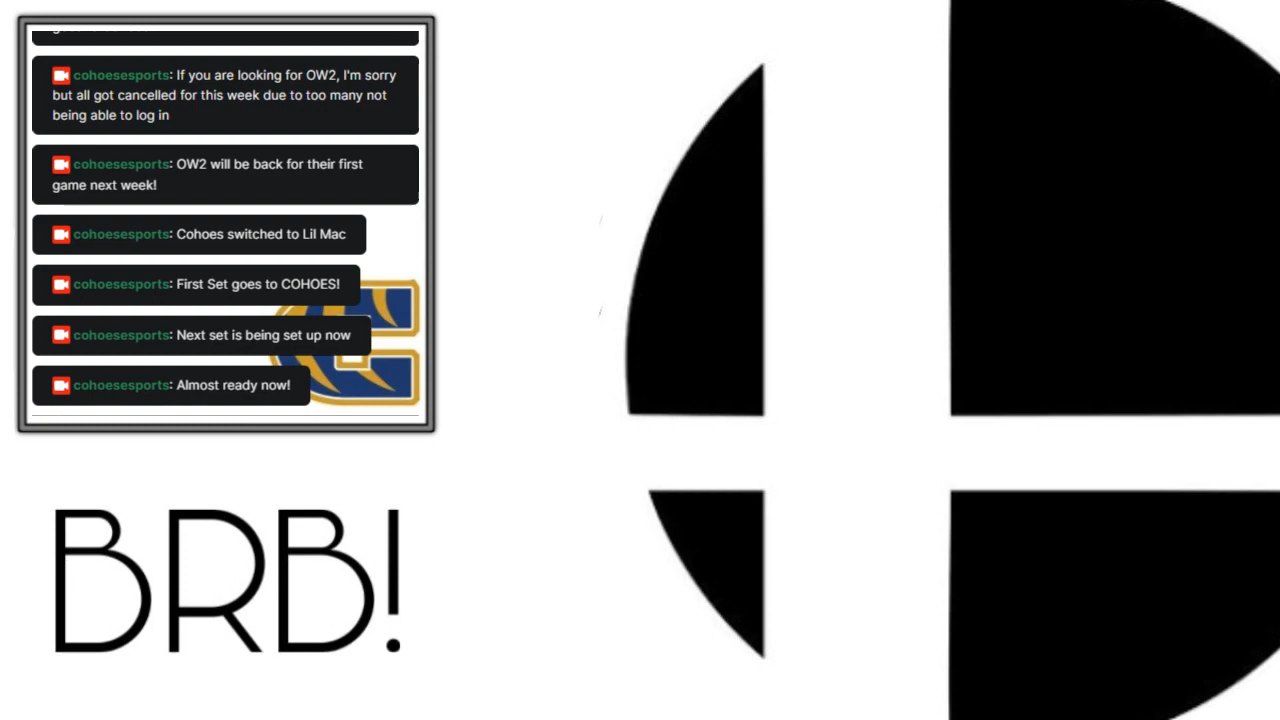 cohoesesports: If you are looking for OW2, I'm sorry
but all got cancelled for this week due to too many not
being able to log in
cohoesesports: OW2 will be back for their first
game next week!
cohoesesports: Cohoes switched to Lil Mac
cohoesesports: First Set goes to COHOES!
cohoesesports: Next set is being set up now
cohoesesports: Almost ready now!
BRB!